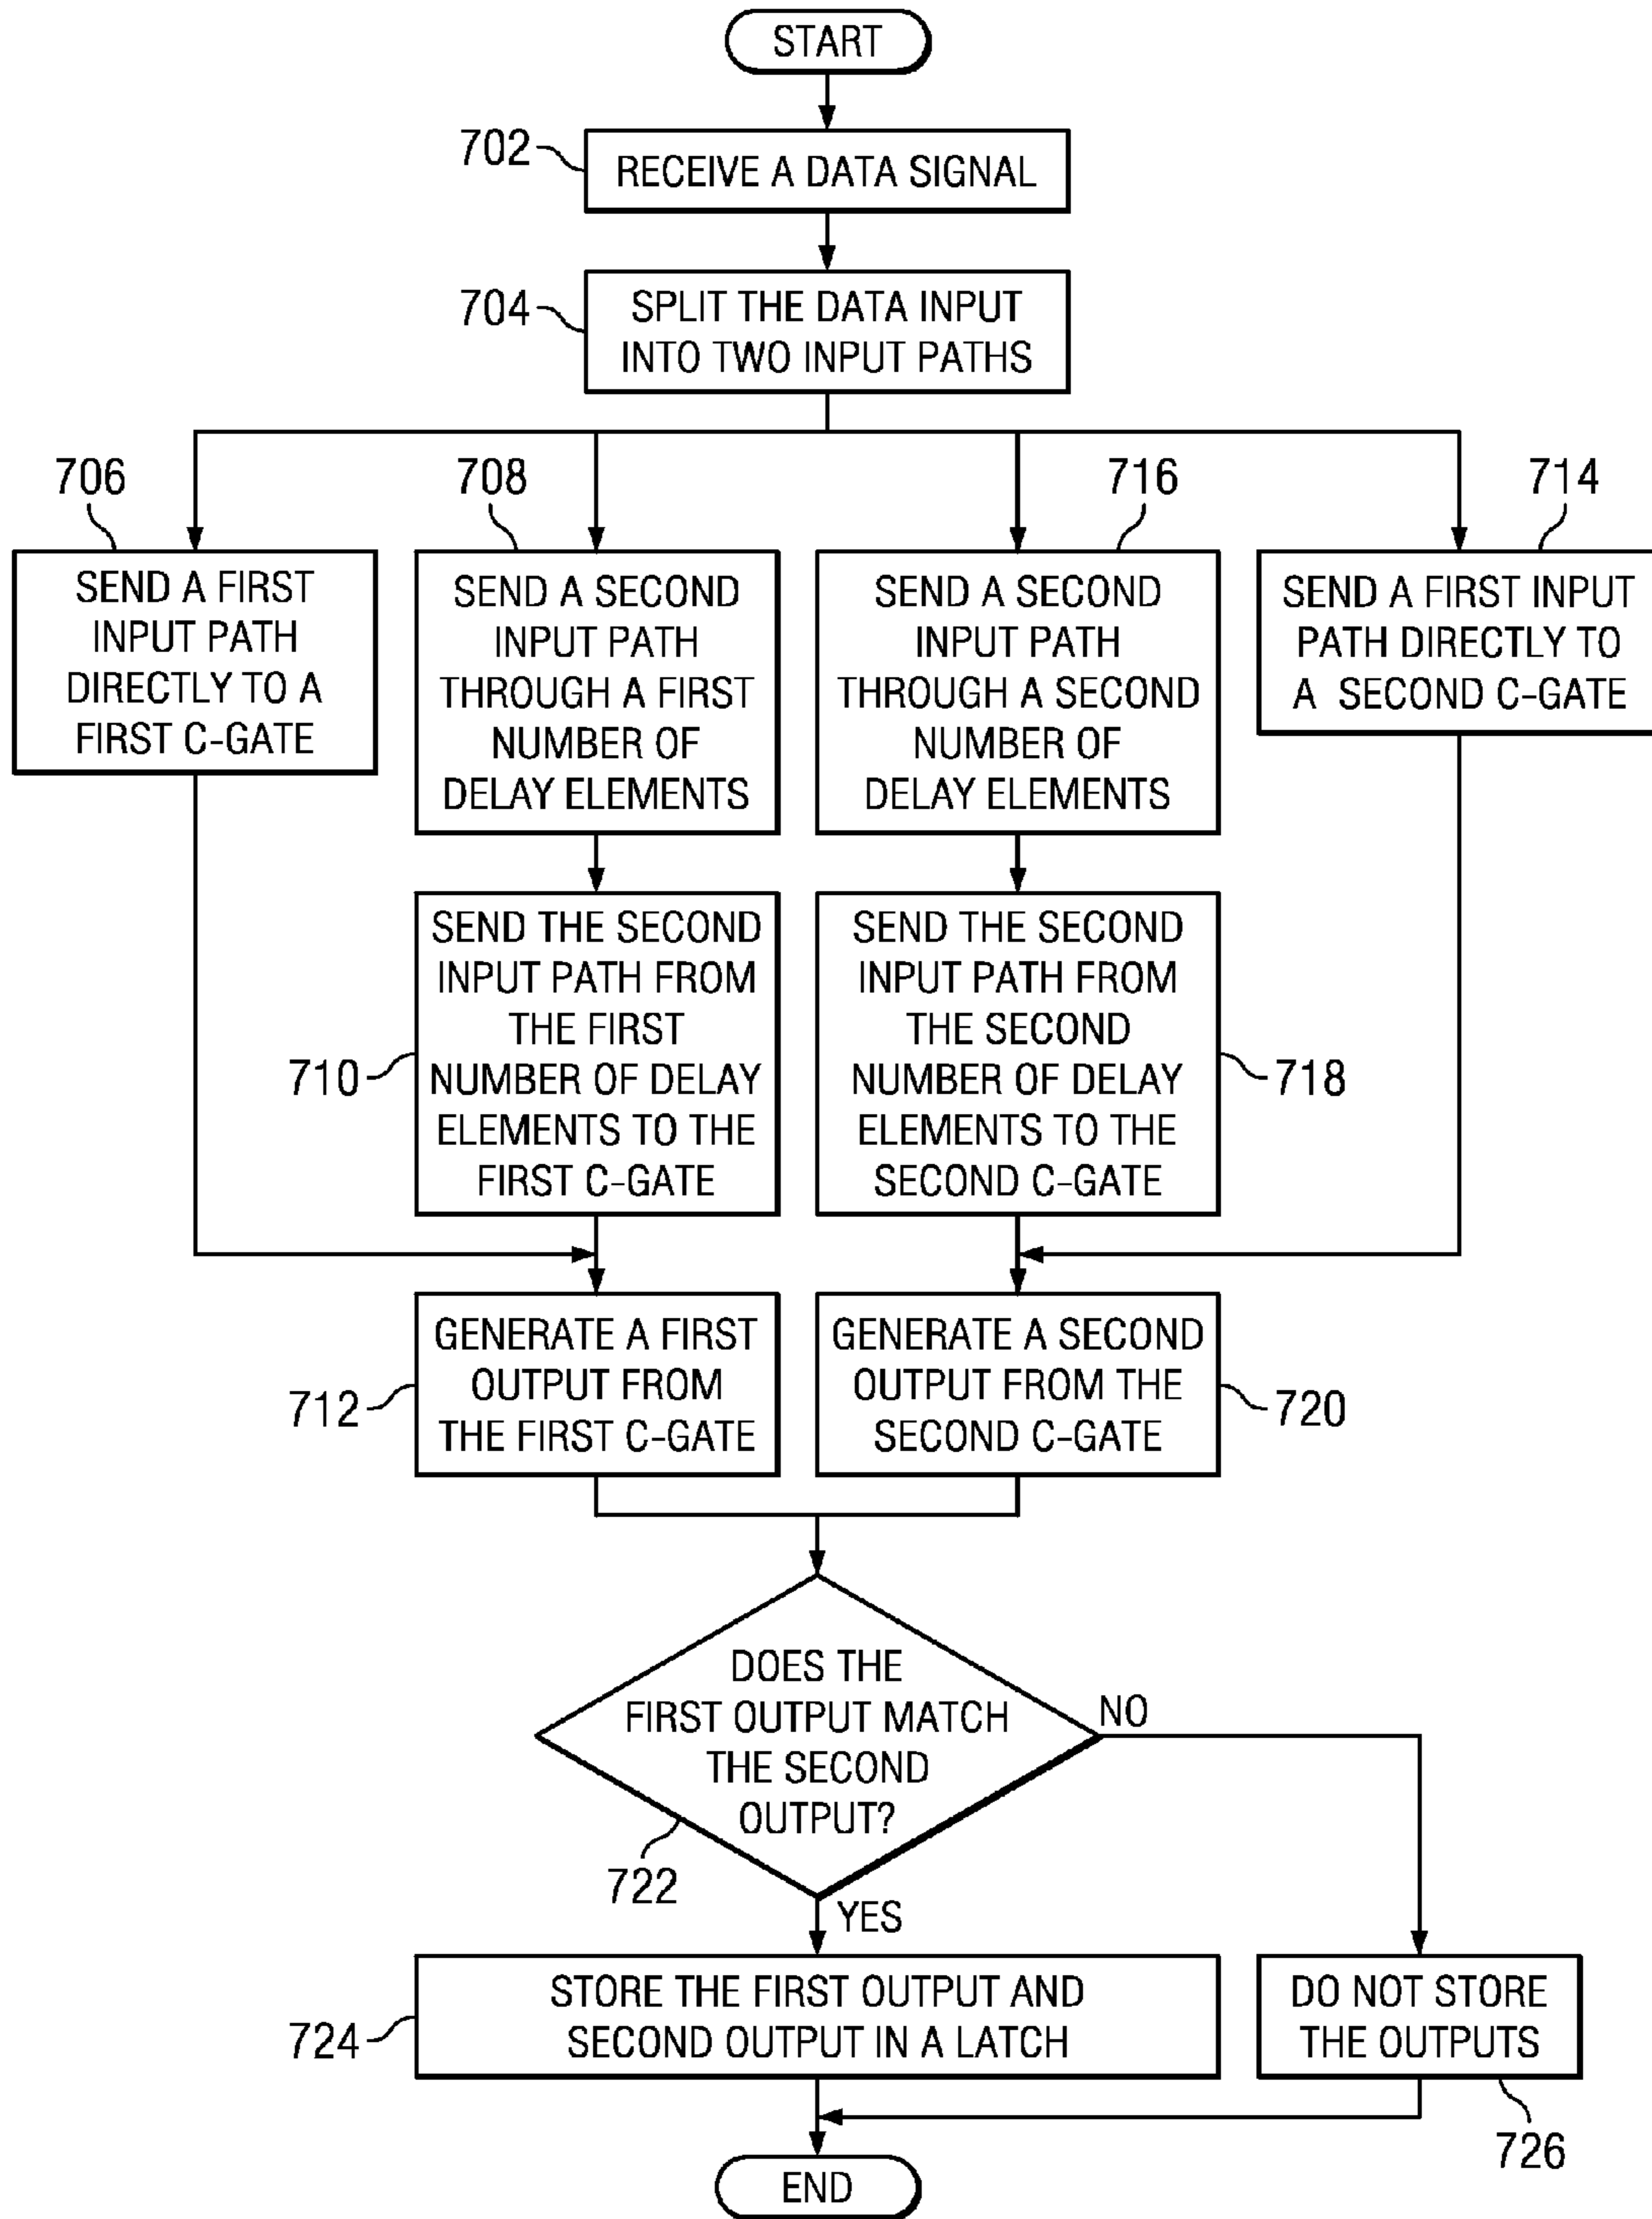 START
702
RECEIVE A DATA SIGNAL
704
SPLIT THE DATA INPUT
INTO TWO INPUT PATHS
706
SEND A FIRST
INPUT PATH
DIRECTLY TO A
FIRST C-GATE
708
SEND A SECOND
INPUT PATH
THROUGH A FIRST
NUMBER OF
DELAY ELEMENTS
716
SEND A SECOND
INPUT PATH
THROUGH A SECOND
NUMBER OF
DELAY ELEMENTS
714
SEND A FIRST INPUT
PATH DIRECTLY TO
A SECOND C-GATE
710
SEND THE SECOND
INPUT PATH FROM
THE FIRST
NUMBER OF DELAY
ELEMENTS TO THE
FIRST C-GATE
SEND THE SECOND
INPUT PATH FROM
THE SECOND
NUMBER OF DELAY
ELEMENTS TO THE
SECOND C-GATE
718
712
GENERATE A FIRST
OUTPUT FROM
THE FIRST C-GATE
GENERATE A SECOND
OUTPUT FROM THE
SECOND C-GATE
720
DOES THE
FIRST OUTPUT MATCH
THE SECOND
OUTPUT?
NO
722
YES
724
STORE THE FIRST OUTPUT AND
SECOND OUTPUT IN A LATCH
DO NOT STORE
THE OUTPUTS
726
END